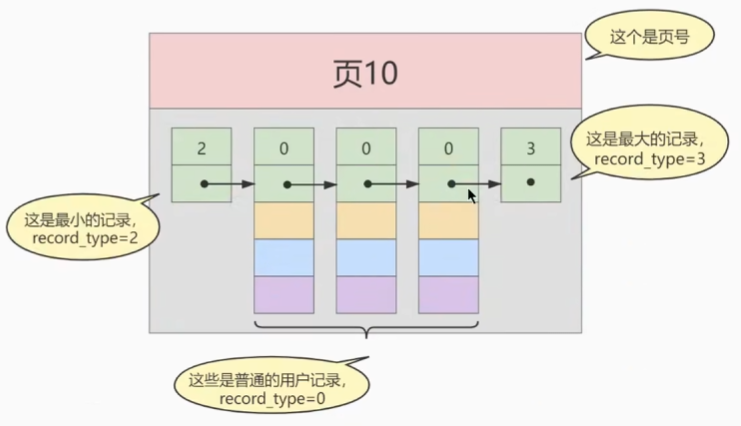 这个是页号
页10
2
0
0
0
3
这是最大的记录，
record_type=3
这是最小的记录，
record_type=2
这些是普通的用户记录，
record_type=0